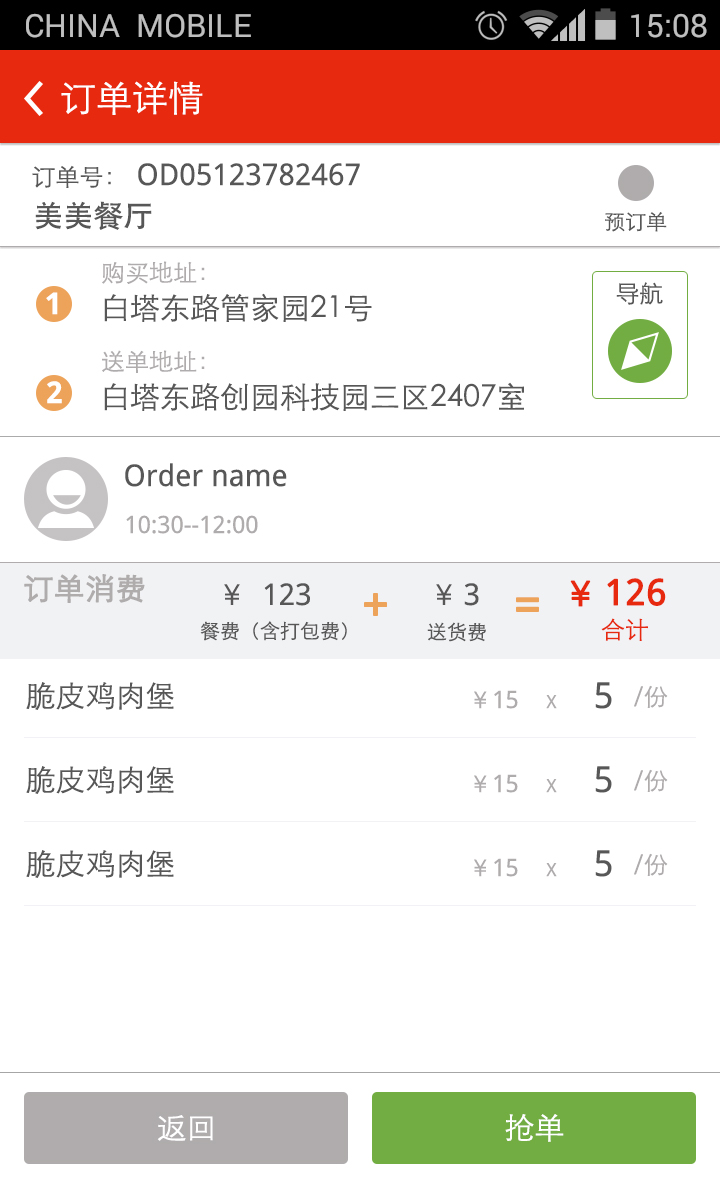 CHINA MOBILE 15:08
订单详情
订单号： OD05123782467
美美餐厅
预订单
1 购买地址：
白塔东路管家园21号
导航
2 送单地址：
白塔东路创园科技园三区2407室
Order name
10:30--12:00
订单消费 ¥ 123 + ¥ 3 = ¥ 126
餐费（含打包费） 送货费 合计
脆皮鸡肉堡 ¥15 x 5 /份
脆皮鸡肉堡 ¥15 x 5 /份
脆皮鸡肉堡 ¥15 x 5 /份
返回 抢单